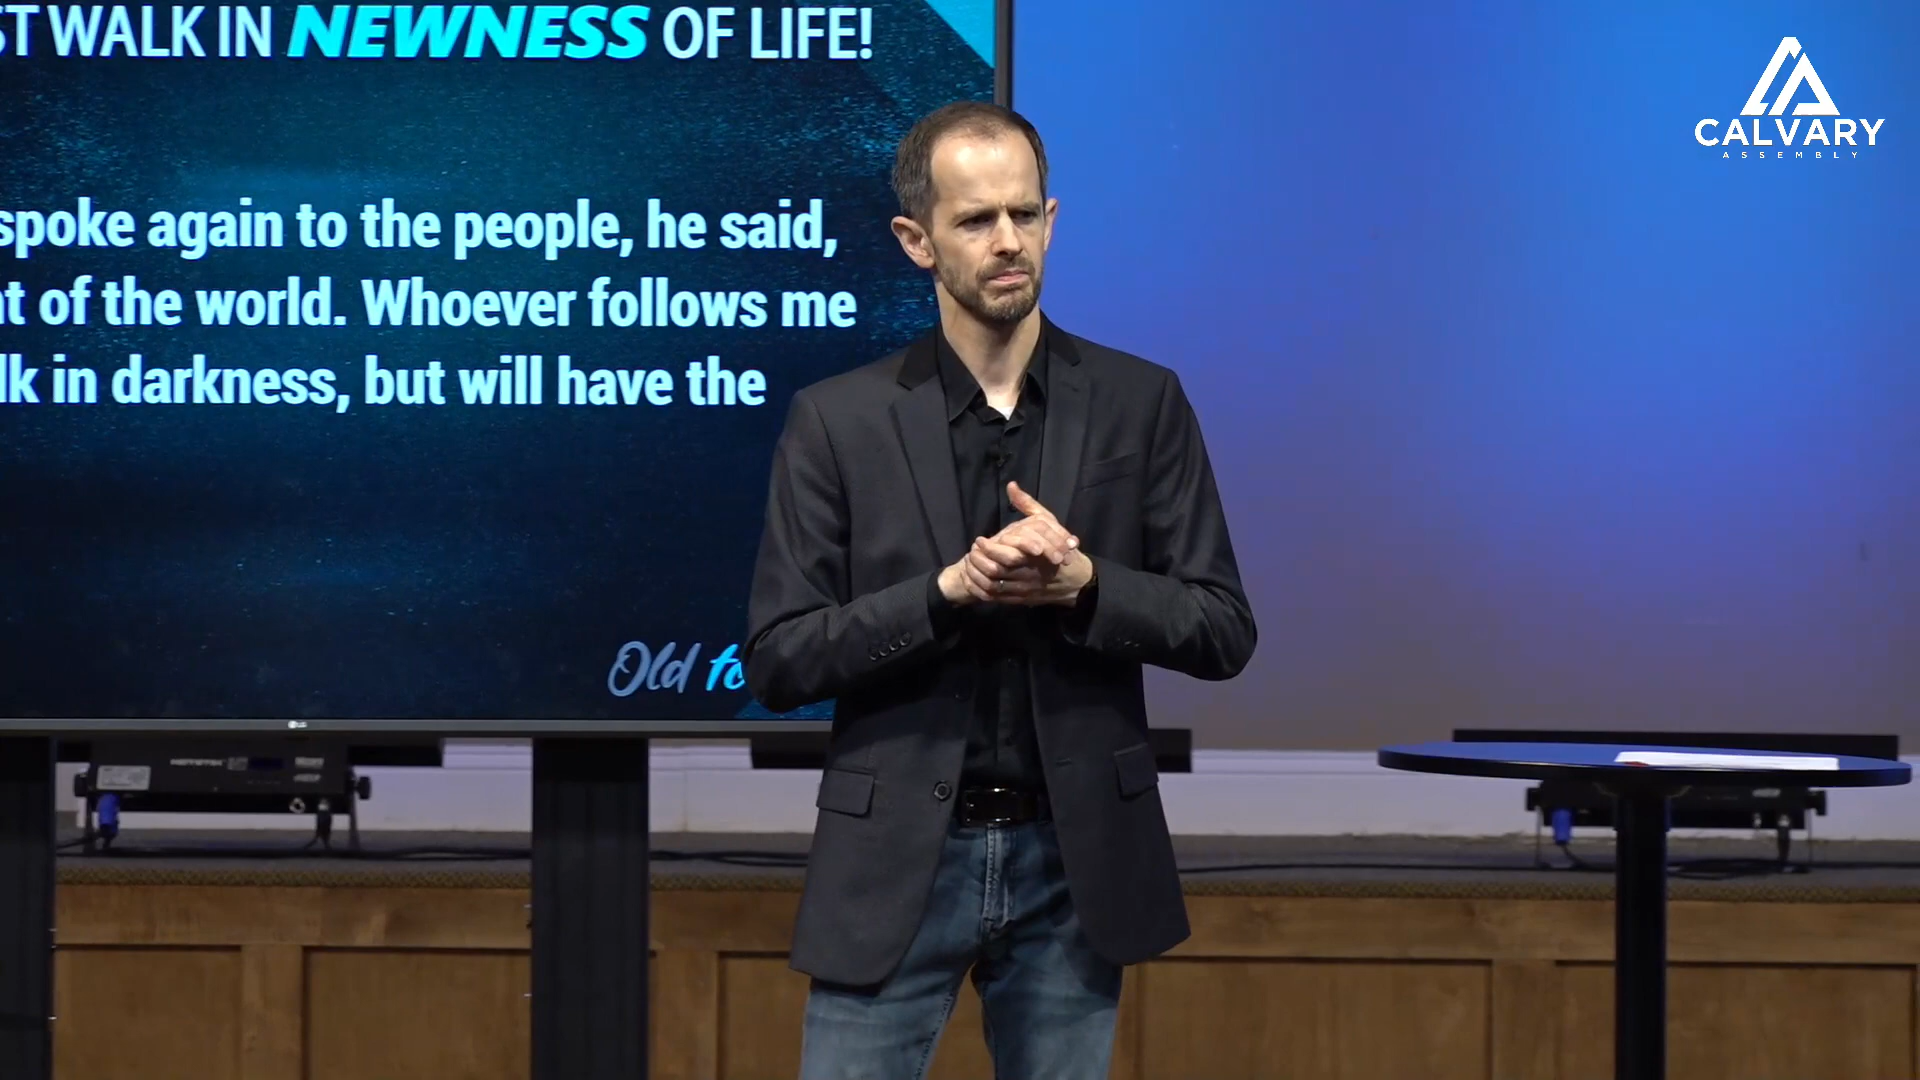 ST WALK IN NEWNESS OF LIFE!
spoke again to the people, he said,
of the world. Whoever follows me
in darkness, but will have the
Old to
LG
CALVARY
ASSEMBLY